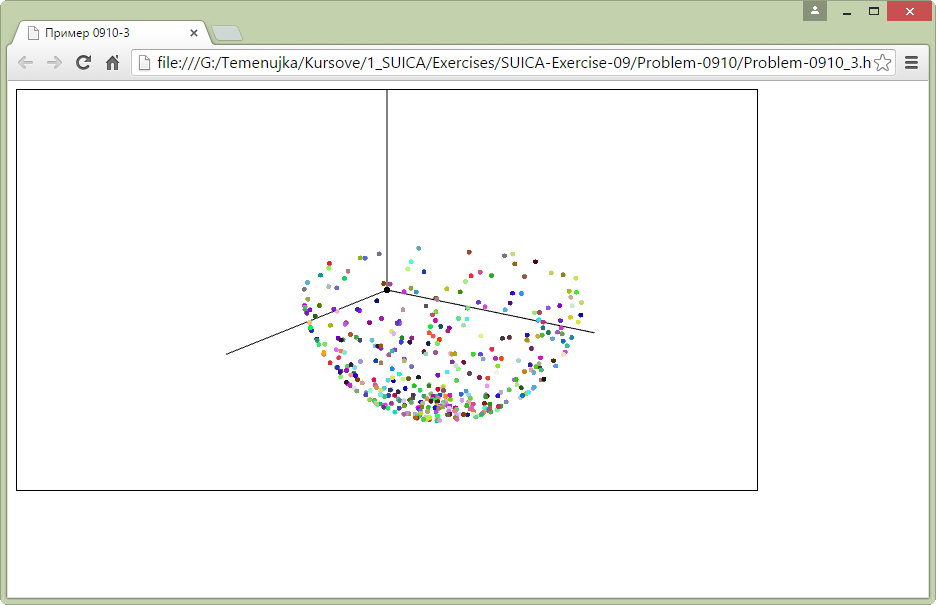 Пример 0910-3
file:///G:/Temenujka/Kursove/1_SUICA/Exercises/SUICA-Exercise-09/Problem-0910/Problem-0910_3.h